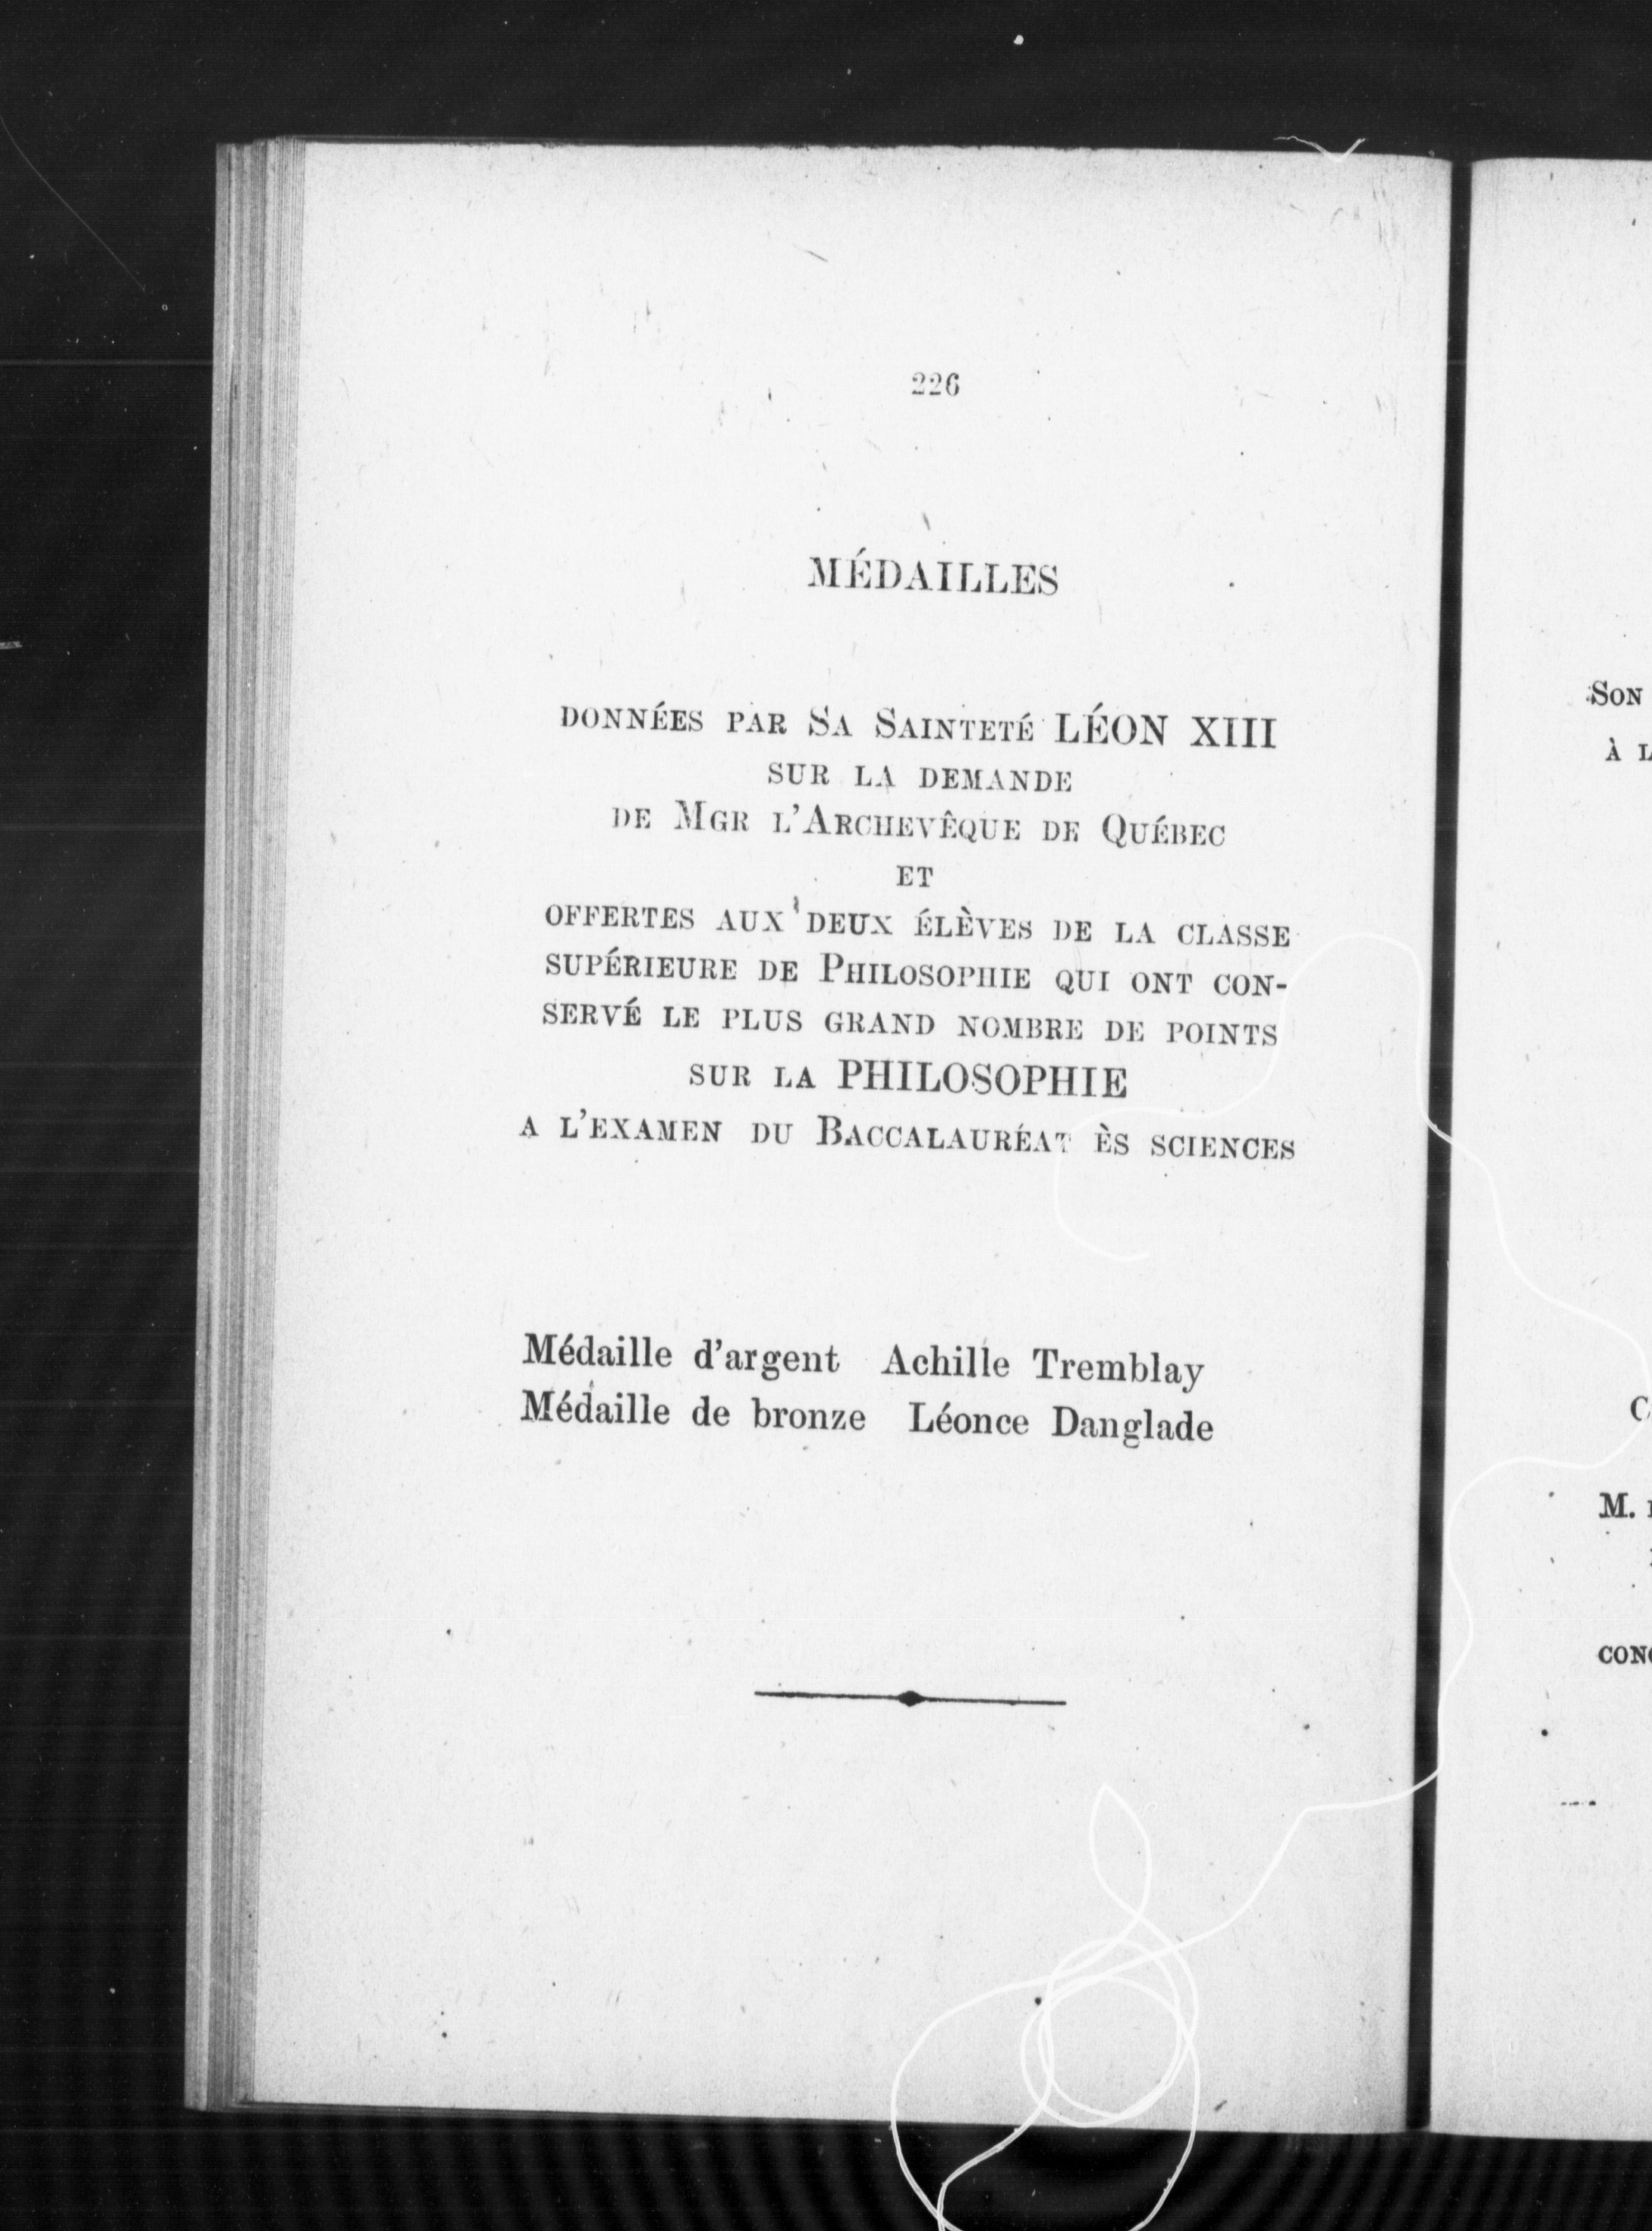 226
MÉDAILLES
DONNÉES PAR SA SAINTETÉ LÉON XIII
SUR LA DEMANDE
DE MGR L'ARCHEVÊQUE DE QUÉBEC
ET
OFFERTES AUX DEUX ÉLÈVES DE LA CLASSE
SUPÉRIEURE DE PHILOSOPHIE QUI ONT CON-
SERVÉ LE PLUS GRAND NOMBRE DE POINTS
SUR LA PHILOSOPHIE
A L'EXAMEN DU BACCALAURÉAT ÈS SCIENCES
Médaille d'argent Achille Tremblay
Médaille de bronze Léonce Danglade
SON
À
M.